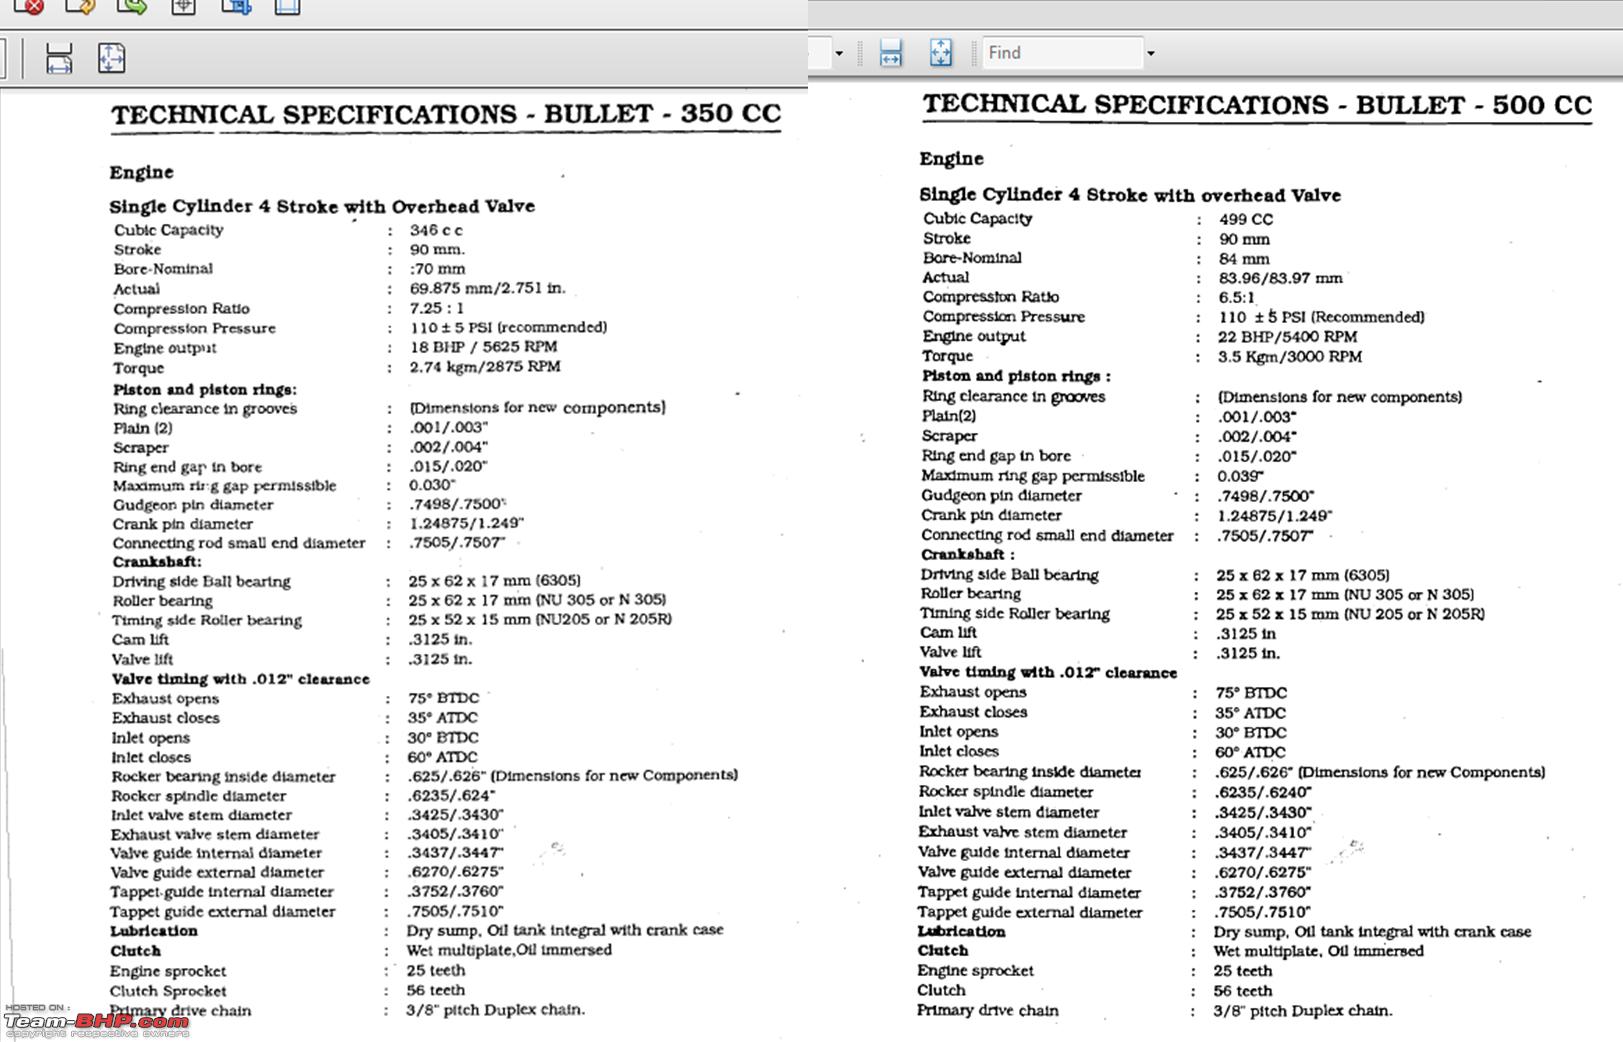 Find
TECHNICAL SPECIFICATIONS - BULLET - 350 CC
Engine
Single Cylinder 4 Stroke with Overhead Valve
Cubic Capacity : 346 c c
Stroke : 90 mm.
Bore-Nominal : :70 mm
Actual : 69.875 mm/2.751 in.
Compression Ratio : 7.25 : 1
Compression Pressure : 110 ± 5 PSI (recommended)
Engine output : 18 BHP / 5625 RPM
Torque : 2.74 kgm/2875 RPM
Piston and piston rings:
Ring clearance in grooves : (Dimensions for new components)
Plain (2) : .001/.003"
Scraper : .002/.004"
Ring end gap in bore : .015/.020"
Maximum ring gap permissible : 0.030"
Gudgeon pin diameter : .7498/.7500"
Crank pin diameter : 1.24875/1.249"
Connecting rod small end diameter : .7505/.7507"
Crankshaft:
Driving side Ball bearing : 25 x 62 x 17 mm (6305)
Roller bearing : 25 x 62 x 17 mm (NU 305 or N 305)
Timing side Roller bearing : 25 x 52 x 15 mm (NU205 or N 205R)
Cam lift : .3125 in.
Valve lift : .3125 in.
Valve timing with .012" clearance
Exhaust opens : 75° BTDC
Exhaust closes : 35° ATDC
Inlet opens : 30° BTDC
Inlet closes : 60° ATDC
Rocker bearing inside diameter : .625/.626" (Dimensions for new Components)
Rocker spindle diameter : .6235/.624"
Inlet valve stem diameter : .3425/.3430"
Exhaust valve stem diameter : .3405/.3410"
Valve guide internal diameter : .3437/.3447"
Valve guide external diameter : .6270/.6275"
Tappet guide internal diameter : .3752/.3760"
Tappet guide external diameter : .7505/.7510"
Lubrication : Dry sump, Oil tank integral with crank case
Clutch : Wet multiplate,Oil immersed
Engine sprocket : 25 teeth
Clutch Sprocket : 56 teeth
Primary drive chain : 3/8" pitch Duplex chain.
TECHNICAL SPECIFICATIONS - BULLET - 500 CC
Engine
Single Cylinder 4 Stroke with overhead Valve
Cubic Capacity : 499 CC
Stroke : 90 mm
Bore-Nominal : 84 mm
Actual : 83.96/83.97 mm
Compression Ratio : 6.5:1
Compression Pressure : 110 ± 5 PSI (Recommended)
Engine output : 22 BHP/5400 RPM
Torque : 3.5 Kgm/3000 RPM
Piston and piston rings :
Ring clearance in grooves : (Dimensions for new components)
Plain(2) : .001/.003"
Scraper : .002/.004"
Ring end gap in bore : .015/.020"
Maximum ring gap permissible : 0.039"
Gudgeon pin diameter : .7498/.7500"
Crank pin diameter : 1.24875/1.249"
Connecting rod small end diameter : .7505/.7507"
Crankshaft :
Driving side Ball bearing : 25 x 62 x 17 mm (6305)
Roller bearing : 25 x 62 x 17 mm (NU 305 or N 305)
Timing side Roller bearing : 25 x 52 x 15 mm (NU 205 or N 205R)
Cam lift : .3125 in
Valve lift : .3125 in.
Valve timing with .012" clearance
Exhaust opens : 75° BTDC
Exhaust closes : 35° ATDC
Inlet opens : 30° BTDC
Inlet closes : 60° ATDC
Rocker bearing inside diameter : .625/.626" (Dimensions for new Components)
Rocker spindle diameter : .6235/.6240"
Inlet valve stem diameter : .3425/.3430"
Exhaust valve stem diameter : .3405/.3410"
Valve guide internal diameter : .3437/.3447"
Valve guide external diameter : .6270/.6275"
Tappet guide internal diameter : .3752/.3760"
Tappet guide external diameter : .7505/.7510"
Lubrication : Dry sump, Oil tank integral with crank case
Clutch : Wet multiplate, Oil immersed
Engine sprocket : 25 teeth
Clutch : 56 teeth
Primary drive chain : 3/8" pitch Duplex chain.
HOSTED ON :
Team-BHP.com
copyright respective owners